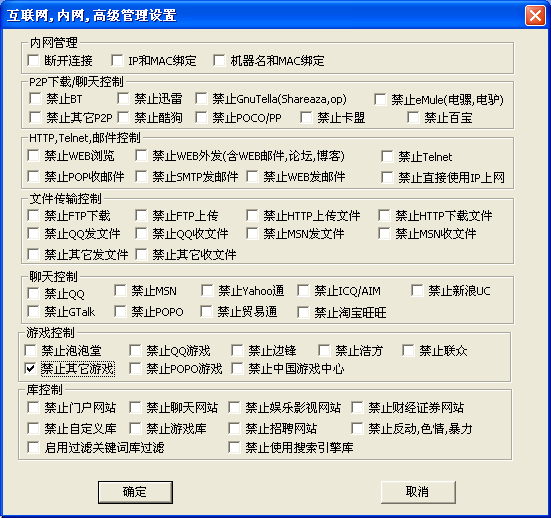 互联网,内网,高级管理设置
内网管理
断开连接 IP和MAC绑定 机器名和MAC绑定
P2P下载/聊天控制
禁止BT 禁止迅雷 禁止GnuTella(Shareaza,op) 禁止eMule(电骡,电驴)
禁止其它P2P 禁止酷狗 禁止POCO/PP 禁止卡盟 禁止百宝
HTTP,Telnet,邮件控制
禁止WEB浏览 禁止WEB外发(含WEB邮件,论坛,博客) 禁止Telnet
禁止POP收邮件 禁止SMTP发邮件 禁止WEB发邮件 禁止直接使用IP上网
文件传输控制
禁止FTP下载 禁止FTP上传 禁止HTTP上传文件 禁止HTTP下载文件
禁止QQ发文件 禁止QQ收文件 禁止MSN发文件 禁止MSN收文件
禁止其它发文件 禁止其它收文件
聊天控制
禁止QQ 禁止MSN 禁止Yahoo通 禁止ICQ/AIM 禁止新浪UC
禁止GTalk 禁止POPO 禁止贸易通 禁止淘宝旺旺
游戏控制
禁止泡泡堂 禁止QQ游戏 禁止边锋 禁止浩方 禁止联众
禁止其它游戏 禁止POPO游戏 禁止中国游戏中心
库控制
禁止门户网站 禁止聊天网站 禁止娱乐影视网站 禁止财经证券网站
禁止自定义库 禁止游戏库 禁止招聘网站 禁止反动,色情,暴力
启用过滤关键词库过滤 禁止使用搜索引擎库
确定 取消